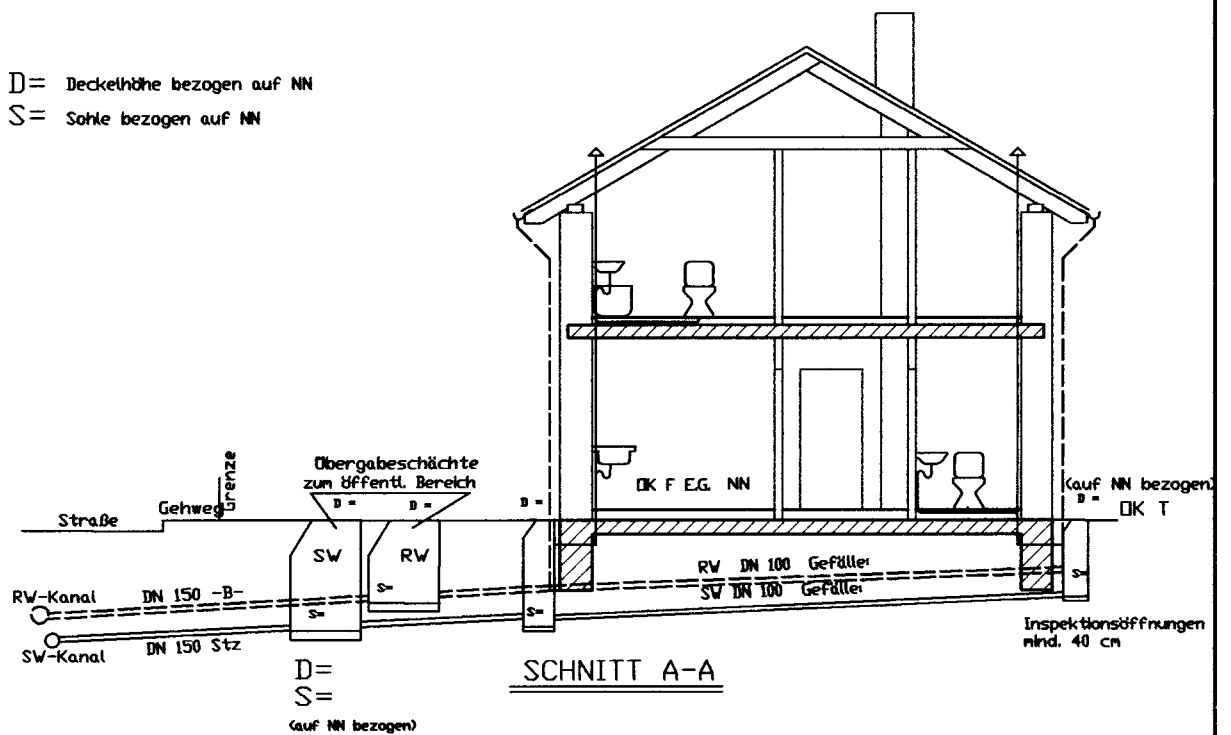 D= Deckelhöhe bezogen auf NN
S= Sohle bezogen auf NN
Übergabeschächte
zum öffentl. Bereich
Grenze
Gehweg
Straße
D =
D =
D =
OK F E.G. NN
(auf NN bezogen)
D =
OK T
SW
RW
RW DN 100 Gefälle:
SW DN 100 Gefälle:
S=
S=
S=
S=
RW-Kanal
DN 150 -B-
SW-Kanal
DN 150 Stz
Inspektionsöffnungen
mind. 40 cm
D=
S=
(auf NN bezogen)
SCHNITT A-A